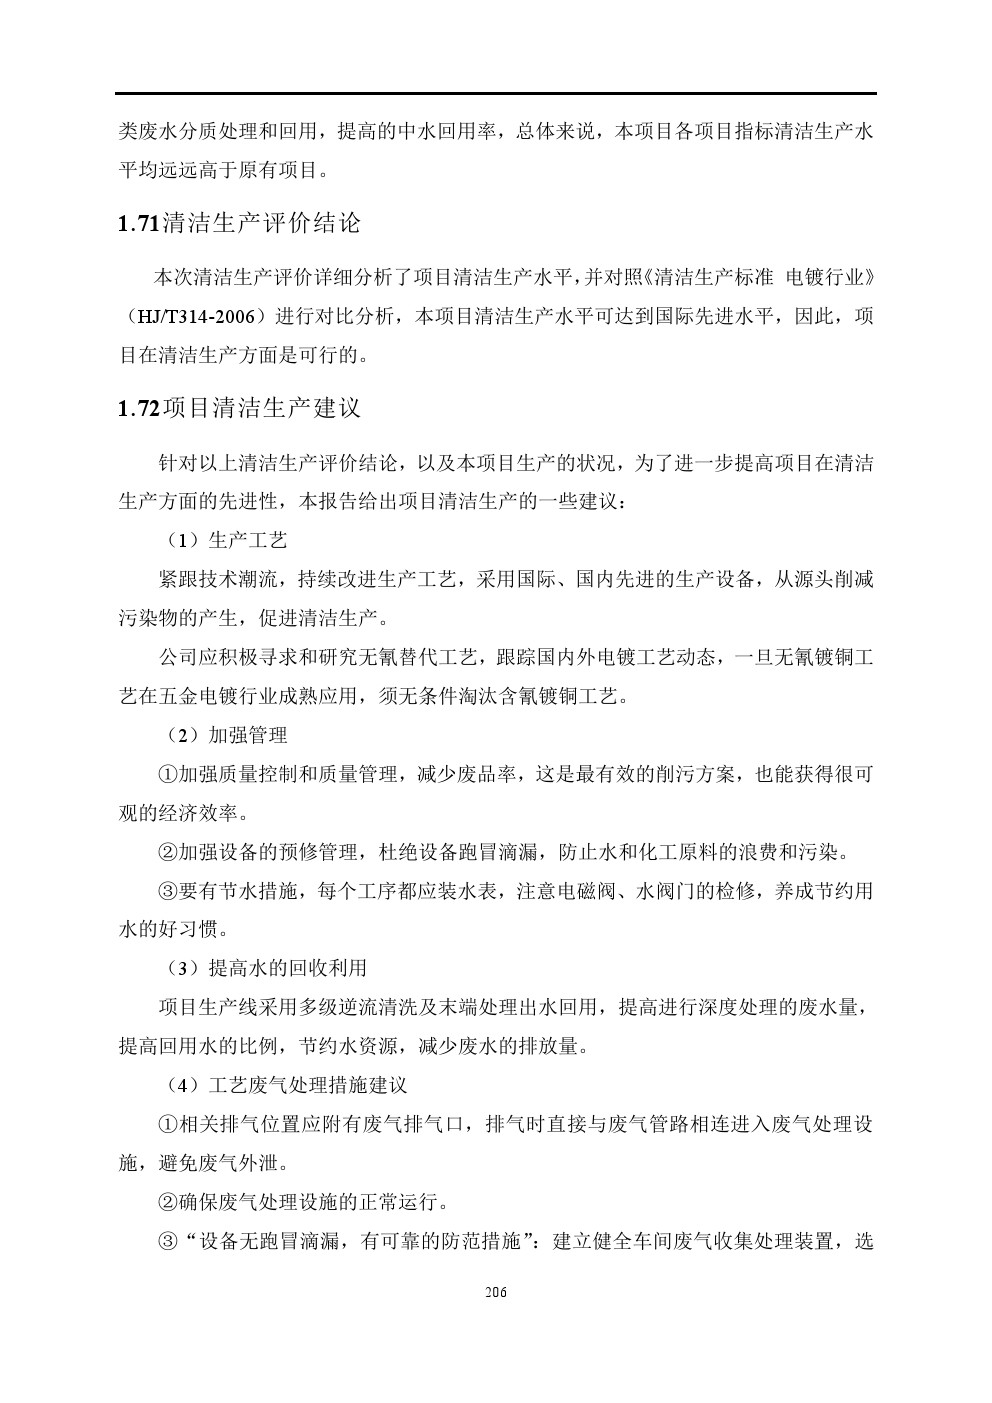 类废水分质处理和回用，提高的中水回用率，总体来说，本项目各项目指标清洁生产水
平均远远高于原有项目。
1.71清洁生产评价结论
本次清洁生产评价详细分析了项目清洁生产水平，并对照《清洁生产标准 电镀行业》
（HJ/T314-2006）进行对比分析，本项目清洁生产水平可达到国际先进水平，因此，项
目在清洁生产方面是可行的。
1.72项目清洁生产建议
针对以上清洁生产评价结论，以及本项目生产的状况，为了进一步提高项目在清洁
生产方面的先进性，本报告给出项目清洁生产的一些建议：
（1）生产工艺
紧跟技术潮流，持续改进生产工艺，采用国际、国内先进的生产设备，从源头削减
污染物的产生，促进清洁生产。
公司应积极寻求和研究无氰替代工艺，跟踪国内外电镀工艺动态，一旦无氰镀铜工
艺在五金电镀行业成熟应用，须无条件淘汰含氰镀铜工艺。
（2）加强管理
①加强质量控制和质量管理，减少废品率，这是最有效的削污方案，也能获得很可
观的经济效率。
②加强设备的预修管理，杜绝设备跑冒滴漏，防止水和化工原料的浪费和污染。
③要有节水措施，每个工序都应装水表，注意电磁阀、水阀门的检修，养成节约用
水的好习惯。
（3）提高水的回收利用
项目生产线采用多级逆流清洗及末端处理出水回用，提高进行深度处理的废水量，
提高回用水的比例，节约水资源，减少废水的排放量。
（4）工艺废气处理措施建议
①相关排气位置应附有废气排气口，排气时直接与废气管路相连进入废气处理设
施，避免废气外泄。
②确保废气处理设施的正常运行。
③“设备无跑冒滴漏，有可靠的防范措施”：建立健全车间废气收集处理装置，选
206